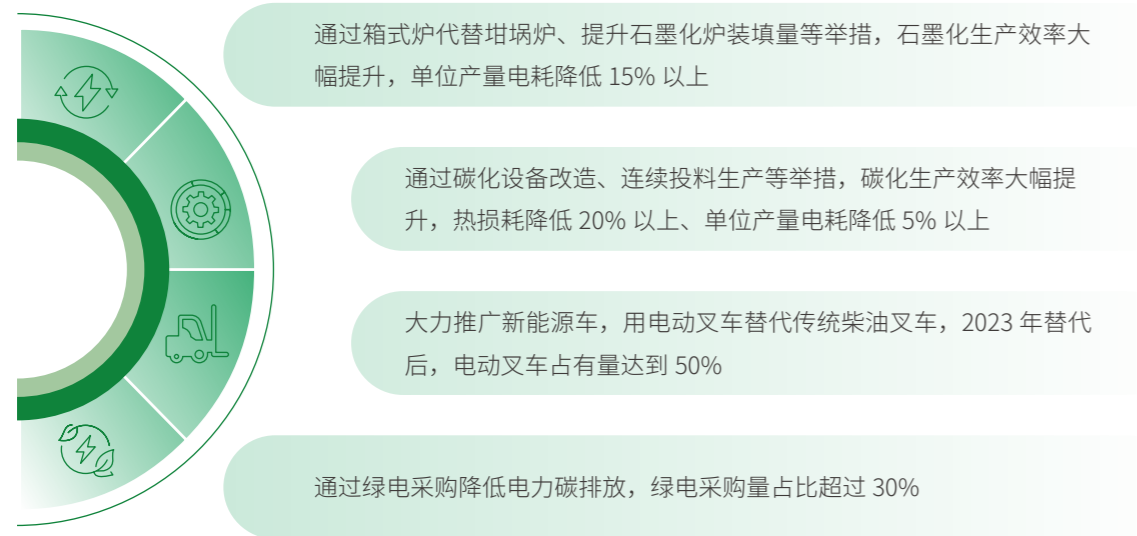 通过箱式炉代替坩埚炉、提升石墨化炉装填量等举措，石墨化生产效率大
幅提升，单位产量电耗降低 15% 以上
通过碳化设备改造、连续投料生产等举措，碳化生产效率大幅提
升，热损耗降低 20% 以上、单位产量电耗降低 5% 以上
大力推广新能源车，用电动叉车替代传统柴油叉车，2023 年替代
后，电动叉车占有量达到 50%
通过绿电采购降低电力碳排放，绿电采购量占比超过 30%